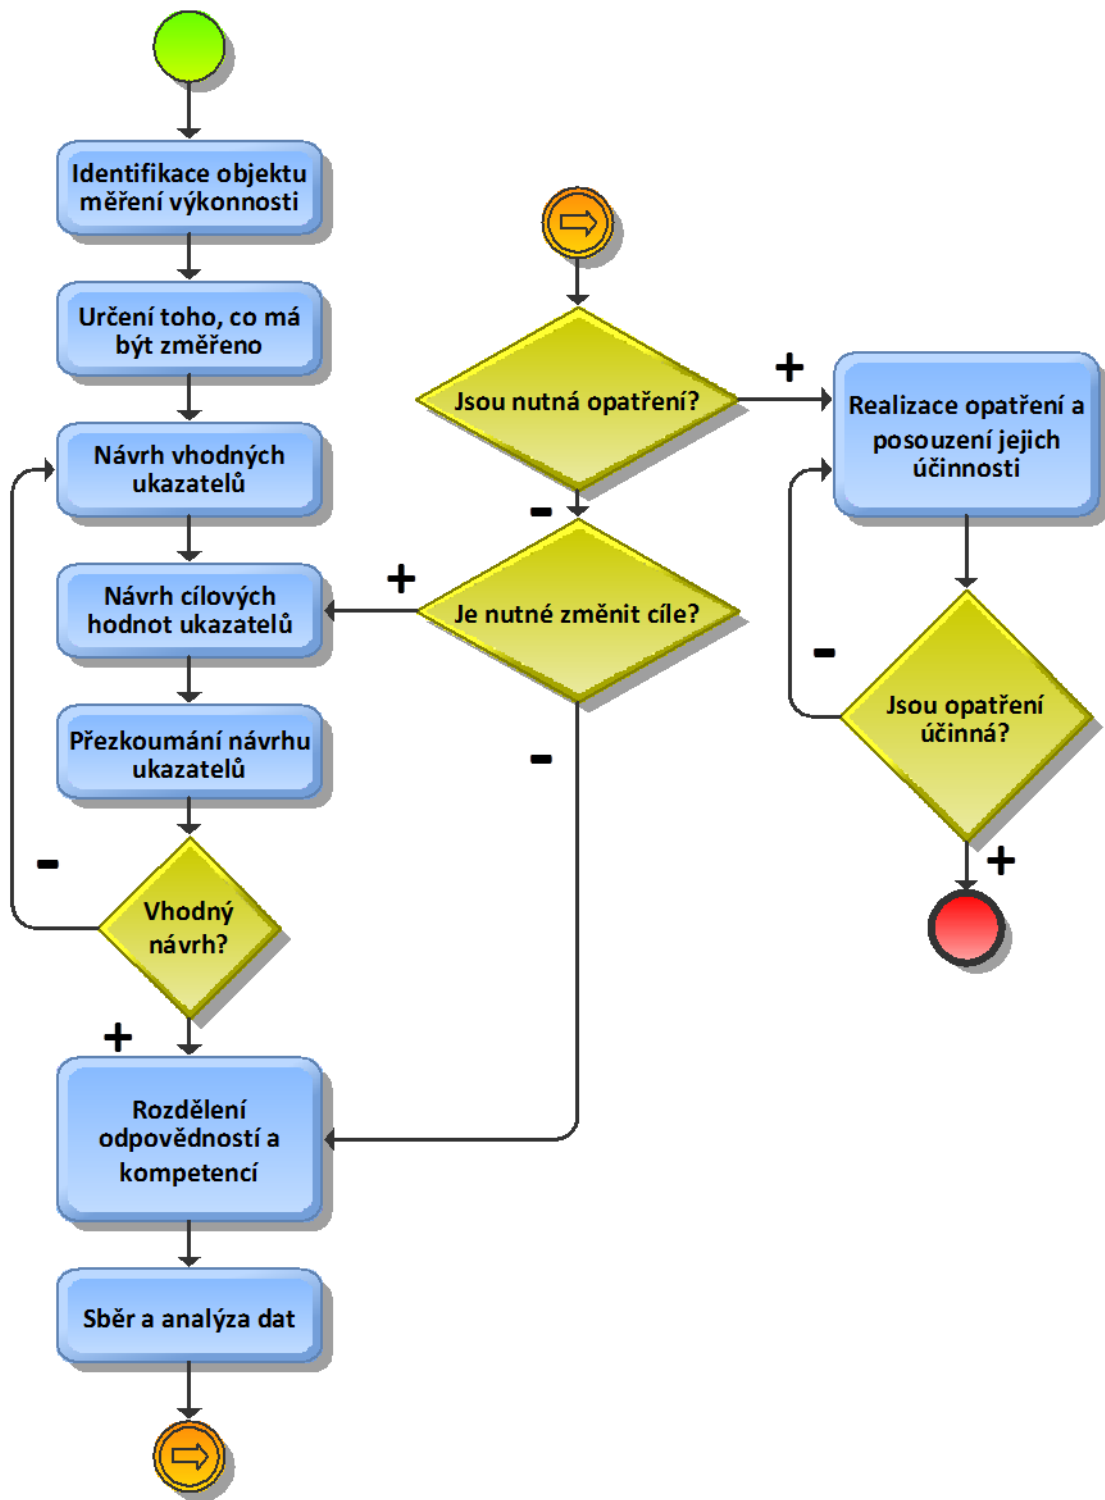 Identifikace objektu
měření výkonnosti
Určení toho, co má
být změřeno
Návrh vhodných
ukazatelů
Návrh cílových
hodnot ukazatelů
Přezkoumání návrhu
ukazatelů
-
Vhodný
návrh?
+
Rozdělení
odpovědností a
kompetencí
Sběr a analýza dat
Jsou nutná opatření?
+
-
Je nutné změnit cíle?
+
-
Realizace opatření a
posouzení jejich
účinnosti
-
Jsou opatření
účinná?
+